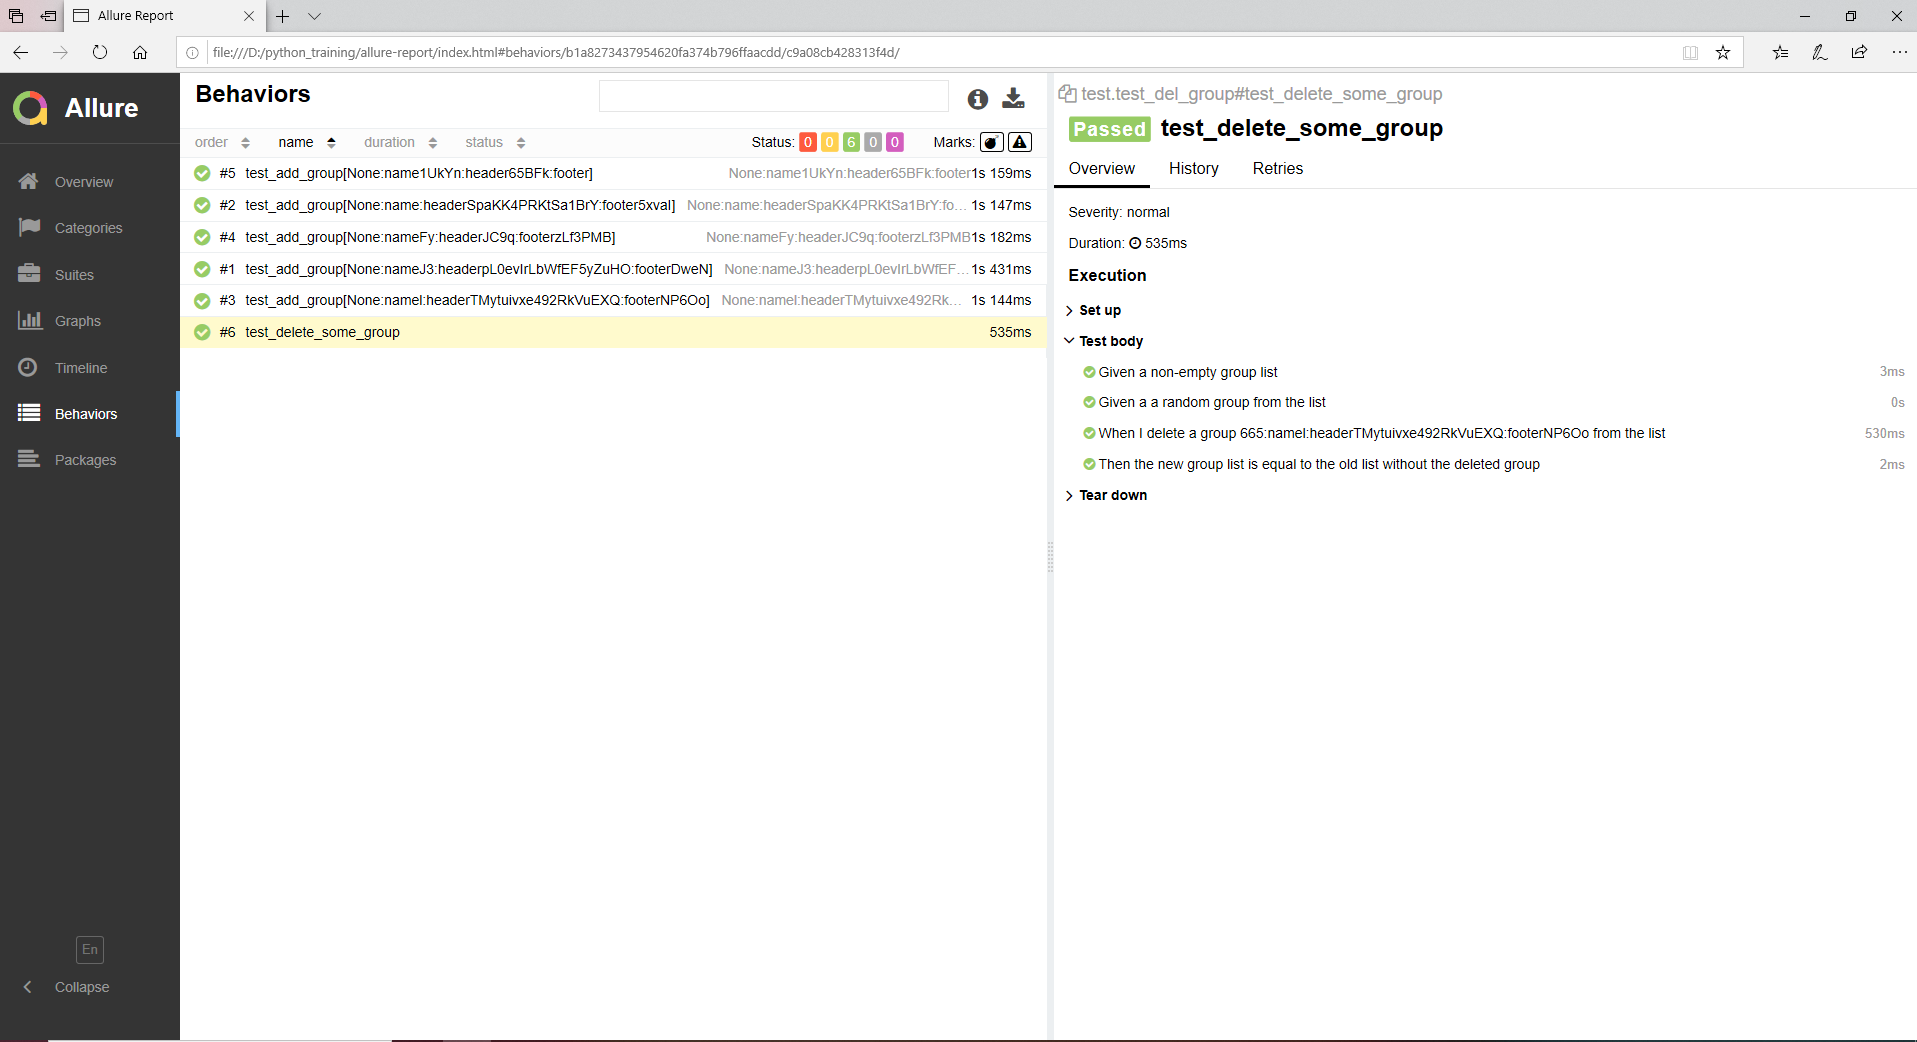 Allure Report
file:///D:/python_training/allure-report/index.html#behaviors/b1a8273437954620fa374b796ffaacdd/c9a08cb428313f4d/
Allure
Overview
Categories
Suites
Graphs
Timeline
Behaviors
Packages
En
Collapse
Behaviors
order name duration status Status: 0 0 6 0 0 Marks:
#5 test_add_group[None:name1UkYn:header65BFk:footer] None:name1UkYn:header65BFk:footer 1s 159ms
#2 test_add_group[None:name:headerSpaKK4PRKtSa1BrY:footer5xval] None:name:headerSpaKK4PRKtSa1BrY:fo... 1s 147ms
#4 test_add_group[None:nameFy:headerJC9q:footerzLf3PMB] None:nameFy:headerJC9q:footerzLf3PMB 1s 182ms
#1 test_add_group[None:nameJ3:headerpL0evIrLbWfEF5yZuHO:footerDweN] None:nameJ3:headerpL0evIrLbWfEF... 1s 431ms
#3 test_add_group[None:namel:headerTMytuivxe492RkVuEXQ:footerNP6Oo] None:namel:headerTMytuivxe492Rk... 1s 144ms
#6 test_delete_some_group 535ms
test.test_del_group#test_delete_some_group
Passed test_delete_some_group
Overview History Retries
Severity: normal
Duration: 535ms
Execution
Set up
Test body
Given a non-empty group list 3ms
Given a a random group from the list 0s
When I delete a group 665:namel:headerTMytuivxe492RkVuEXQ:footerNP6Oo from the list 530ms
Then the new group list is equal to the old list without the deleted group 2ms
Tear down